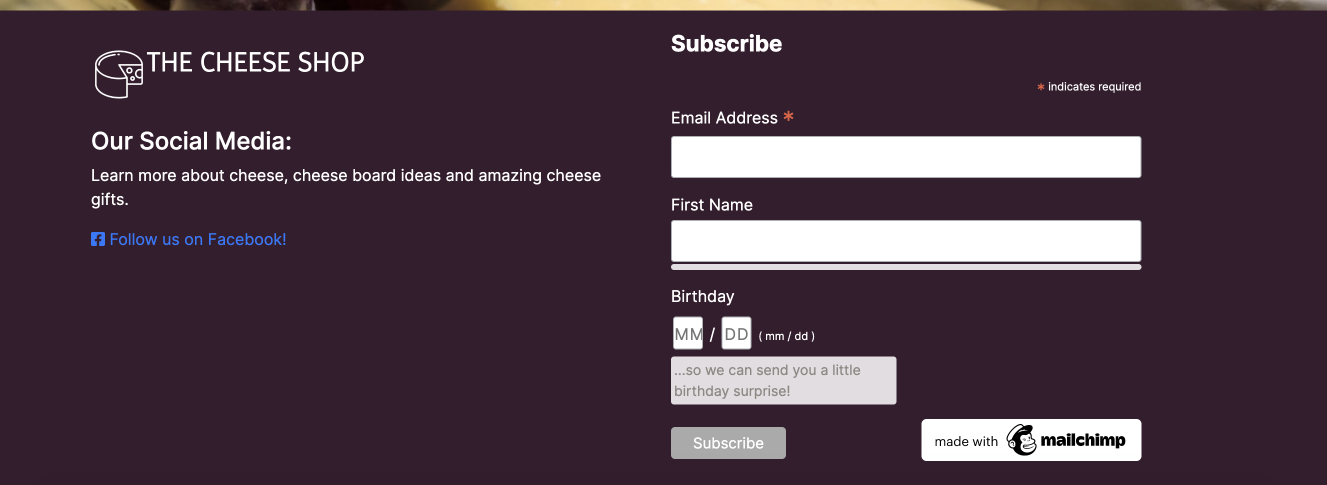 THE CHEESE SHOP
Our Social Media:
Learn more about cheese, cheese board ideas and amazing cheese
gifts.
Follow us on Facebook!
Subscribe
* indicates required
Email Address *
First Name
Birthday
MM / DD ( mm / dd )
...so we can send you a little
birthday surprise!
Subscribe
made with mailchimp